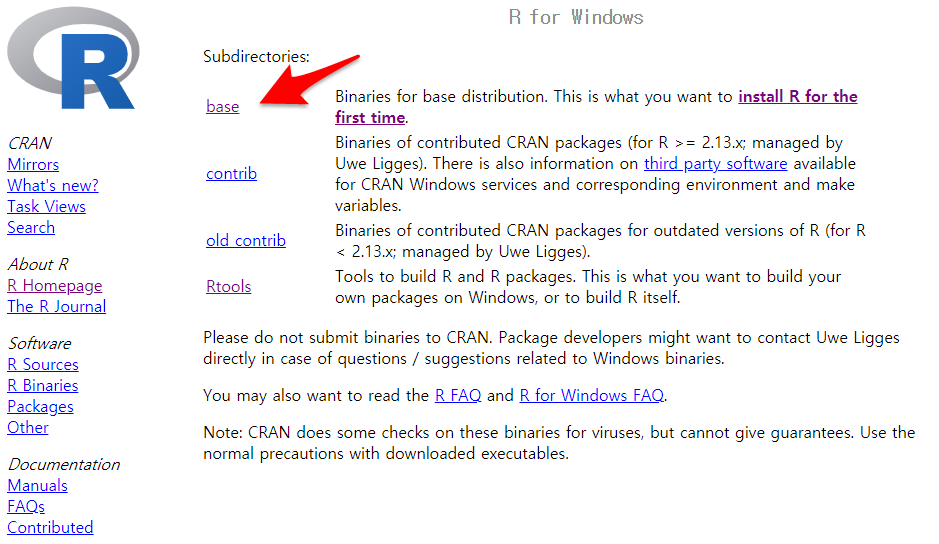 R
CRAN
Mirrors
What's new?
Task Views
Search
About R
R Homepage
The R Journal
Software
R Sources
R Binaries
Packages
Other
Documentation
Manuals
FAQs
Contributed
R for Windows
Subdirectories:
base
Binaries for base distribution. This is what you want to install R for the
first time.
contrib
Binaries of contributed CRAN packages (for R >= 2.13.x; managed by
Uwe Ligges). There is also information on third party software available
for CRAN Windows services and corresponding environment and make
variables.
old contrib
Binaries of contributed CRAN packages for outdated versions of R (for R
< 2.13.x; managed by Uwe Ligges).
Rtools
Tools to build R and R packages. This is what you want to build your
own packages on Windows, or to build R itself.
Please do not submit binaries to CRAN. Package developers might want to contact Uwe Ligges
directly in case of questions / suggestions related to Windows binaries.
You may also want to read the R FAQ and R for Windows FAQ.
Note: CRAN does some checks on these binaries for viruses, but cannot give guarantees. Use the
normal precautions with downloaded executables.